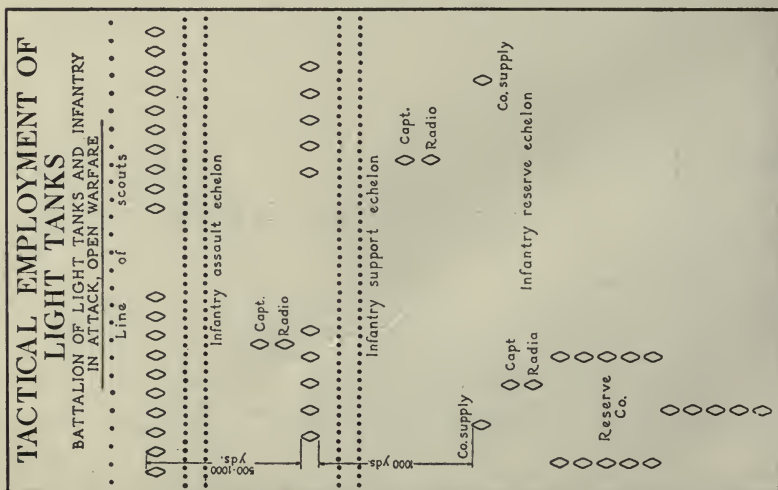 TACTICAL EMPLOYMENT OF
LIGHT TANKS
BATTALION OF LIGHT TANKS AND INFANTRY
IN ATTACK, OPEN WARFARE
Line of scouts
Infantry assault echelon
Capt.
Radio
500-1000
yds.
Infantry support echelon
Capt.
Radio
1000 yds
Co. supply
Co. supply
Infantry reserve echelon
Capt
Radia
Reserve
Co.